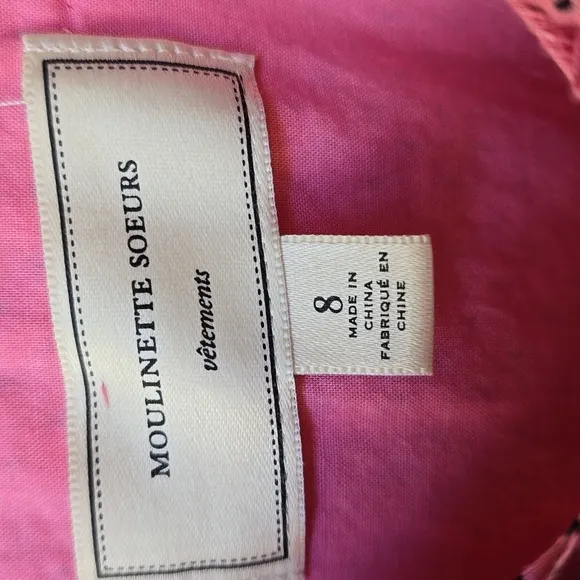 MOULINETTE SOEURS
vêtements
8
MADE IN
CHINA
FABRIQUÉ EN
CHINE